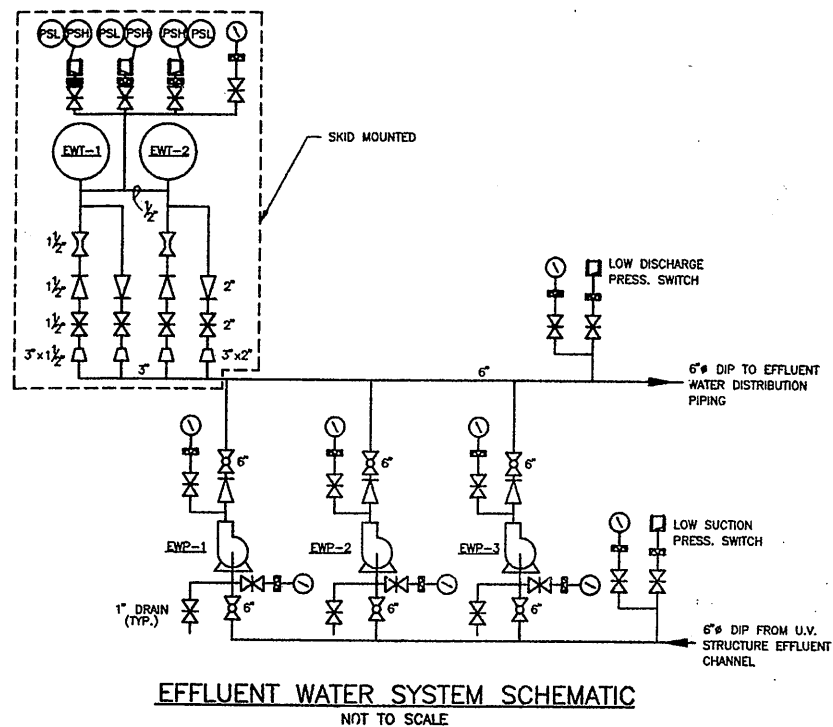 PSL PSH PSL PSH PSH PSL
SKID MOUNTED
EWT-1 EWT-2
1/2"
1 1/2"
1 1/2" 2"
1 1/2" 2"
3"x1 1/2" 3"x2"
3"
6"
LOW DISCHARGE
PRESS. SWITCH
6"ø DIP TO EFFLUENT
WATER DISTRIBUTION
PIPING
6" 6" 6"
EWP-1 EWP-2 EWP-3
LOW SUCTION
PRESS. SWITCH
1" DRAIN
(TYP.)
6" 6" 6"
6"ø DIP FROM U.V.
STRUCTURE EFFLUENT
CHANNEL
EFFLUENT WATER SYSTEM SCHEMATIC
NOT TO SCALE